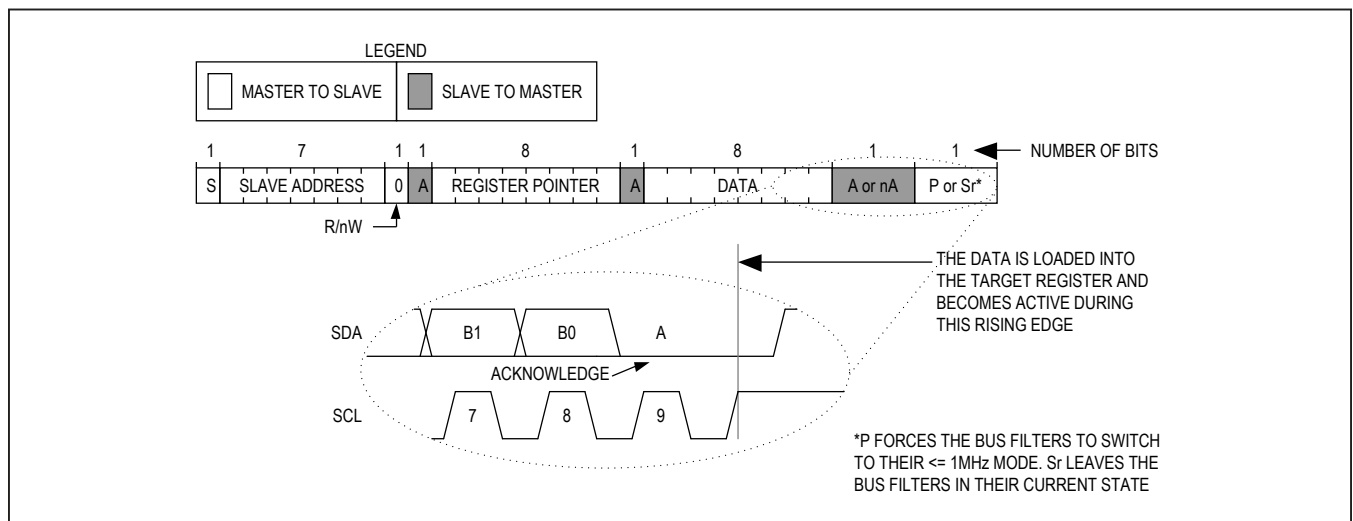 LEGEND
MASTER TO SLAVE
SLAVE TO MASTER
1 7 1 1 8 1 8 1 1 NUMBER OF BITS
S SLAVE ADDRESS 0 A REGISTER POINTER A DATA A or nA P or Sr*
R/nW
THE DATA IS LOADED INTO
THE TARGET REGISTER AND
BECOMES ACTIVE DURING
THIS RISING EDGE
SDA B1 B0 A
ACKNOWLEDGE
SCL 7 8 9
*P FORCES THE BUS FILTERS TO SWITCH
TO THEIR <= 1MHz MODE. Sr LEAVES THE
BUS FILTERS IN THEIR CURRENT STATE